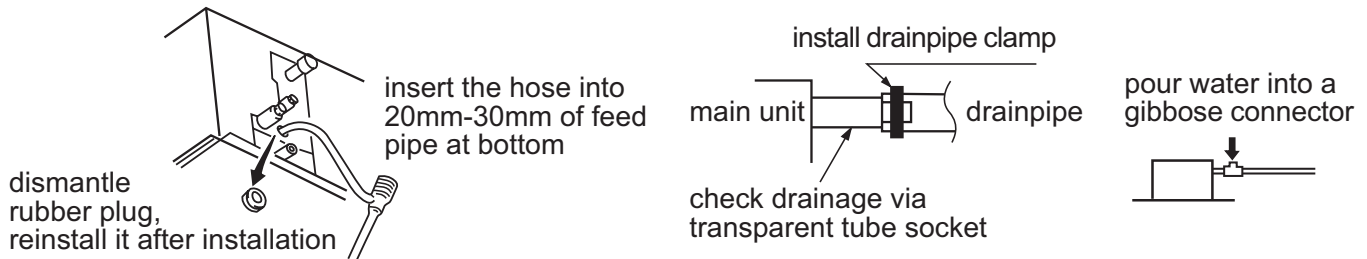 insert the hose into
20mm-30mm of feed
pipe at bottom
dismantle
rubber plug,
reinstall it after installation
install drainpipe clamp
main unit
drainpipe
check drainage via
transparent tube socket
pour water into a
gibbose connector